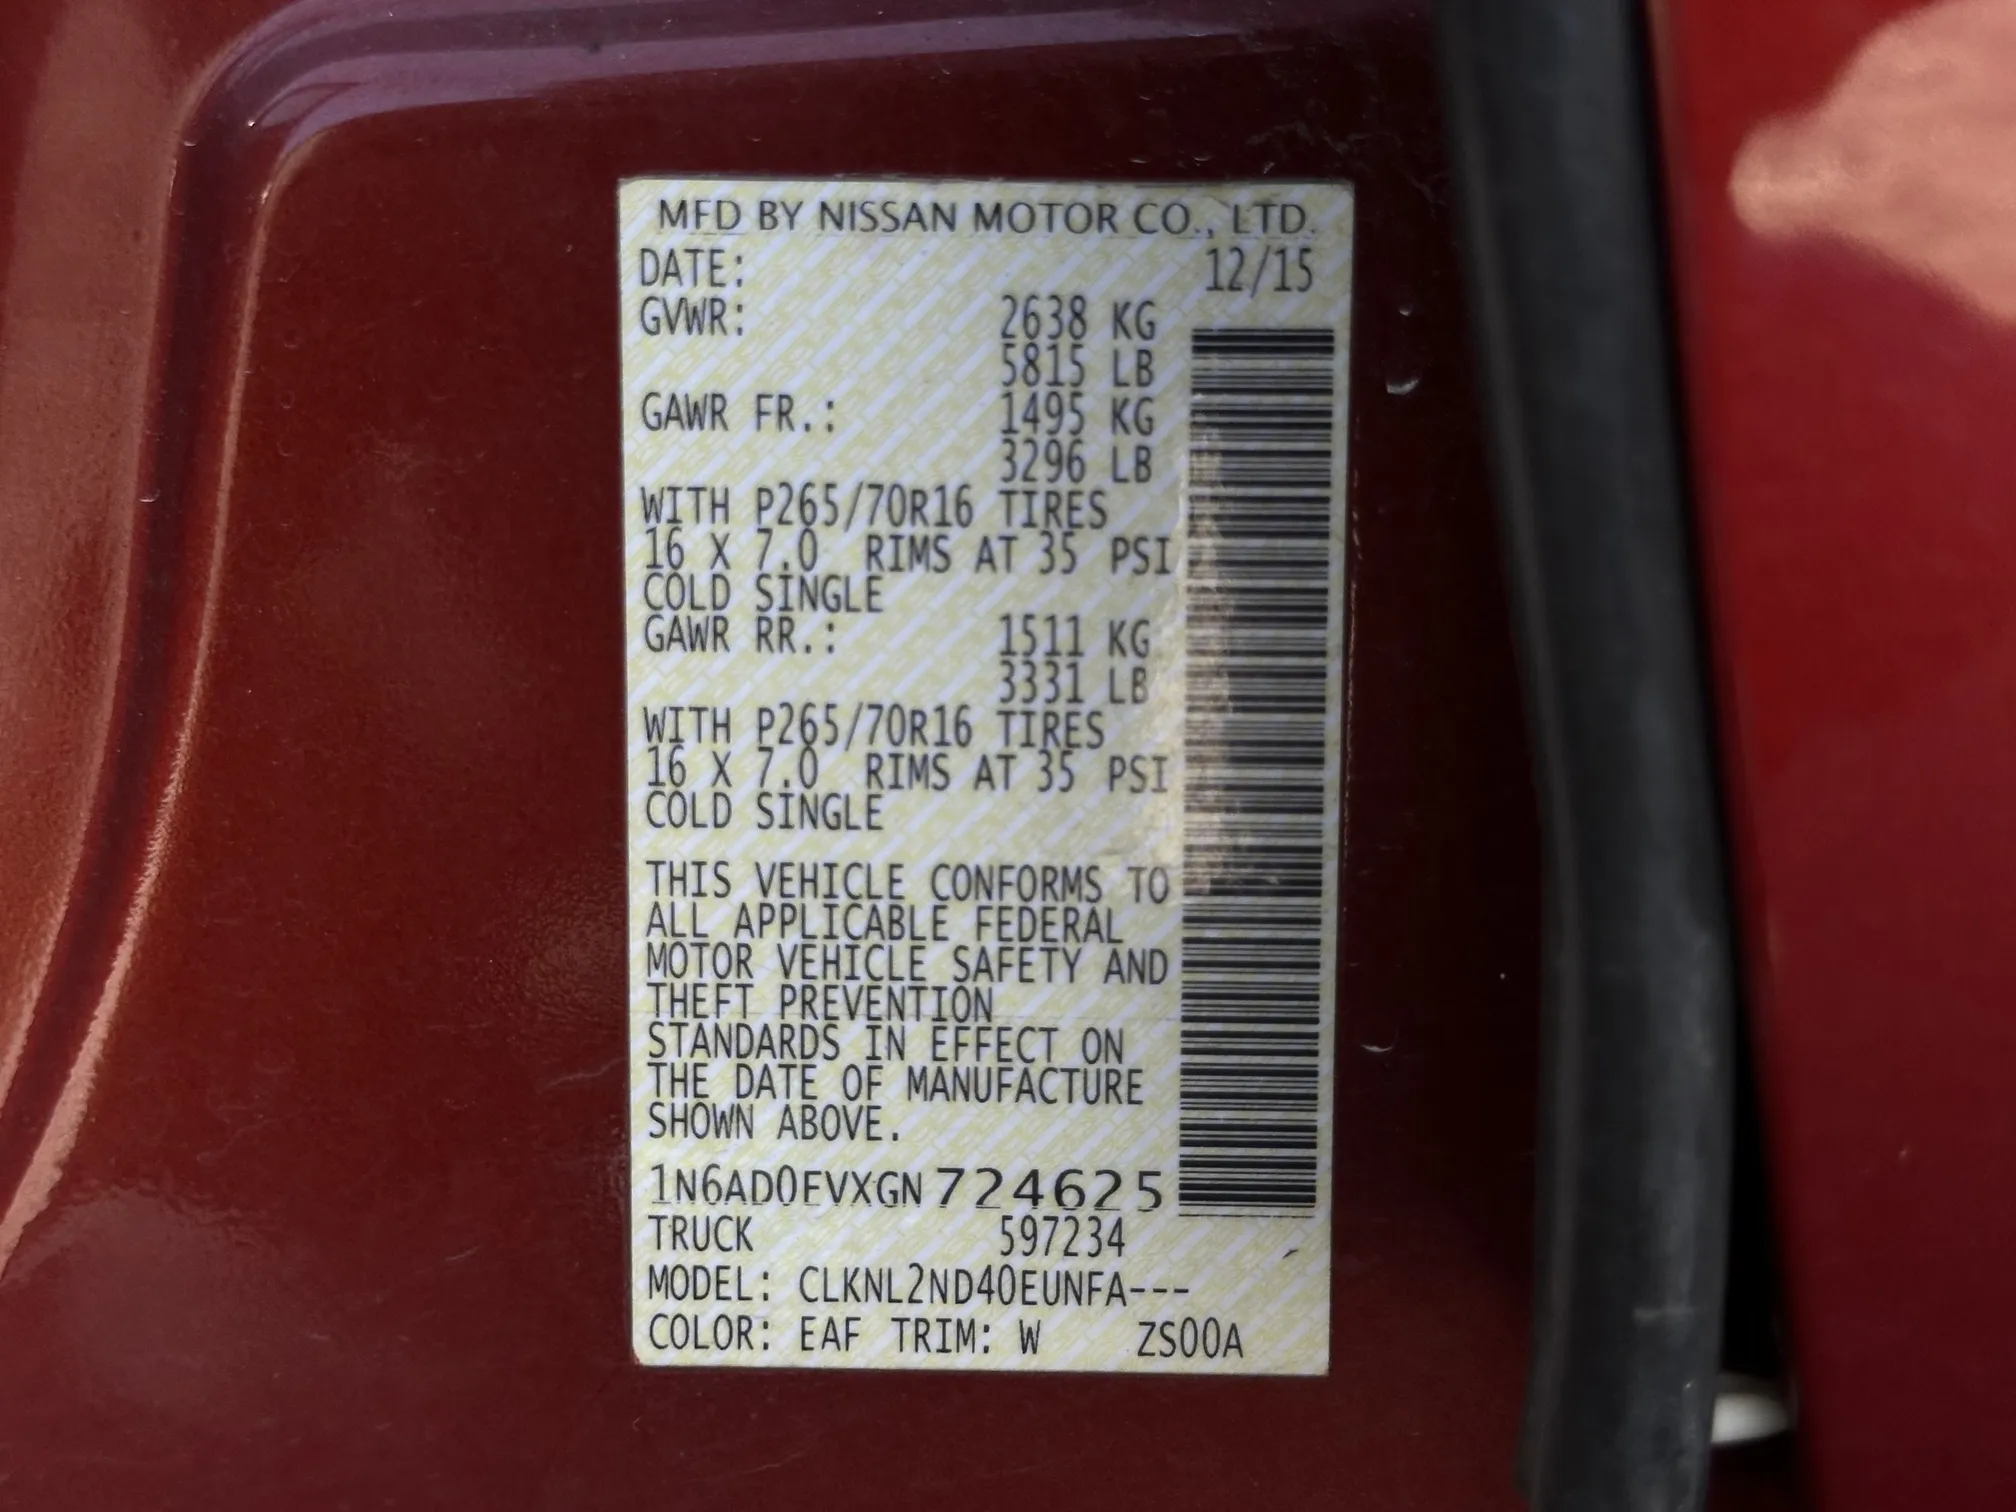 MFD BY NISSAN MOTOR CO., LTD.
DATE: 12/15
GVWR: 2638 KG
5815 LB
GAWR FR.: 1495 KG
3296 LB
WITH P265/70R16 TIRES
16 X 7.0 RIMS AT 35 PSI
COLD SINGLE
GAWR RR.: 1511 KG
3331 LB
WITH P265/70R16 TIRES
16 X 7.0 RIMS AT 35 PSI
COLD SINGLE
THIS VEHICLE CONFORMS TO
ALL APPLICABLE FEDERAL
MOTOR VEHICLE SAFETY AND
THEFT PREVENTION
STANDARDS IN EFFECT ON
THE DATE OF MANUFACTURE
SHOWN ABOVE.
1N6AD0EVXGN724625
TRUCK 597234
MODEL: CLKNL2ND40EUNFA---
COLOR: EAF TRIM: W ZS00A